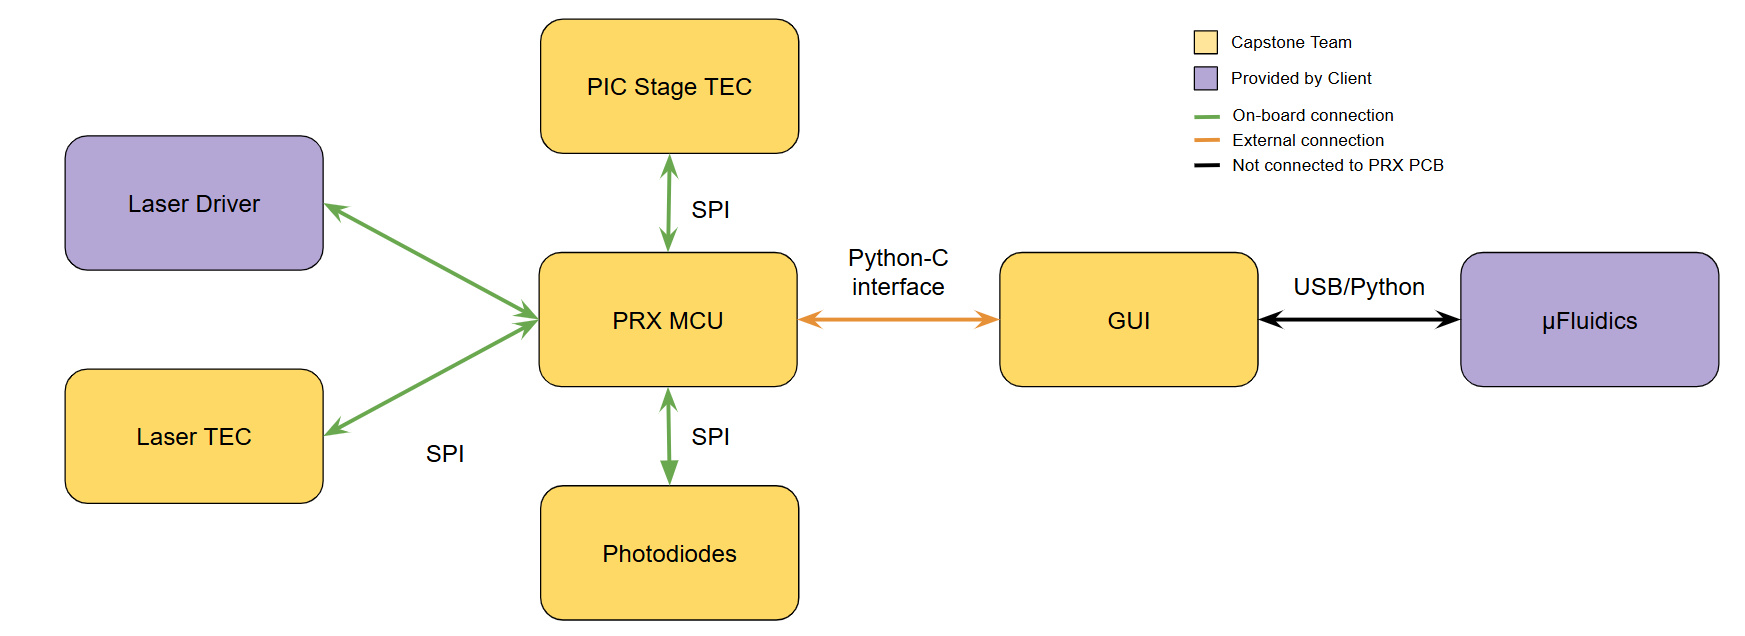 PIC Stage TEC
Capstone Team
Provided by Client
On-board connection
External connection
Not connected to PRX PCB
Laser Driver
SPI
Python-C
interface
USB/Python
PRX MCU
GUI
µFluidics
Laser TEC
SPI
SPI
Photodiodes